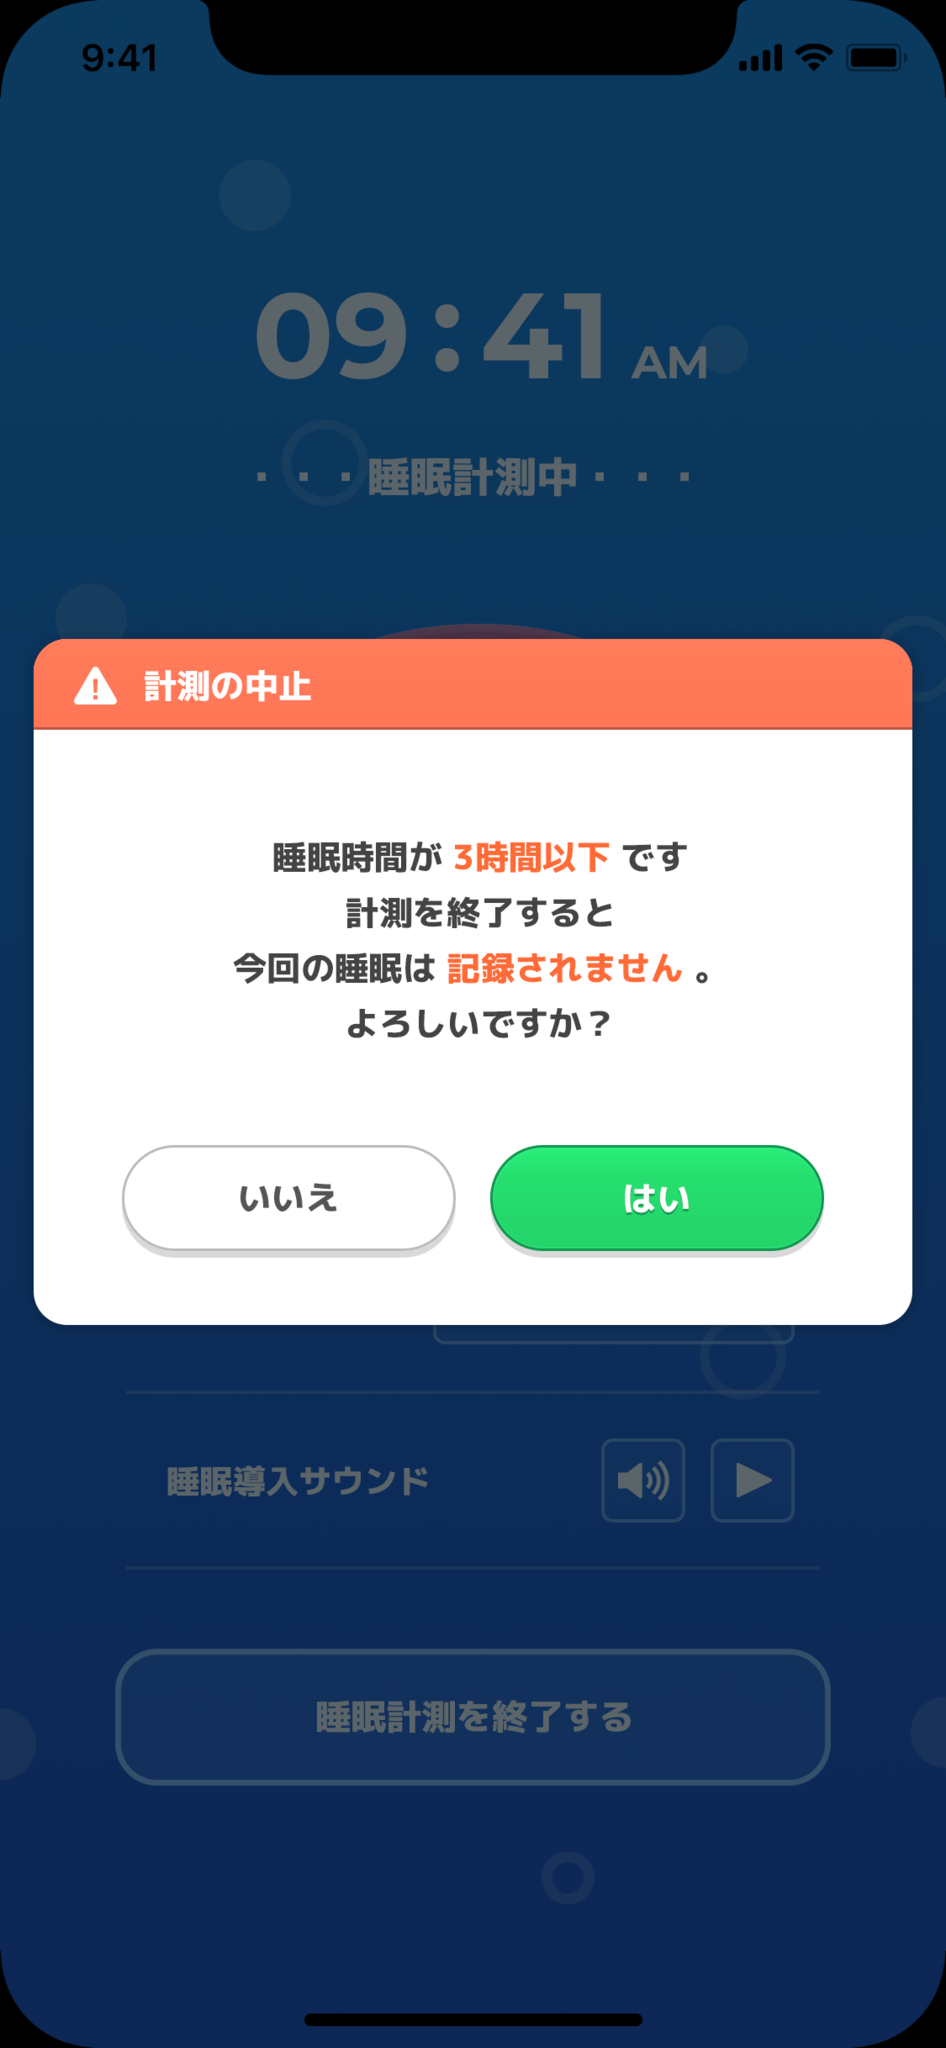 9:41
09:41 AM
・・・睡眠計測中・・・
計測の中止
睡眠時間が 3時間以下 です
計測を終了すると
今回の睡眠は 記録されません 。
よろしいですか？
いいえ
はい
睡眠導入サウンド
睡眠計測を終了する